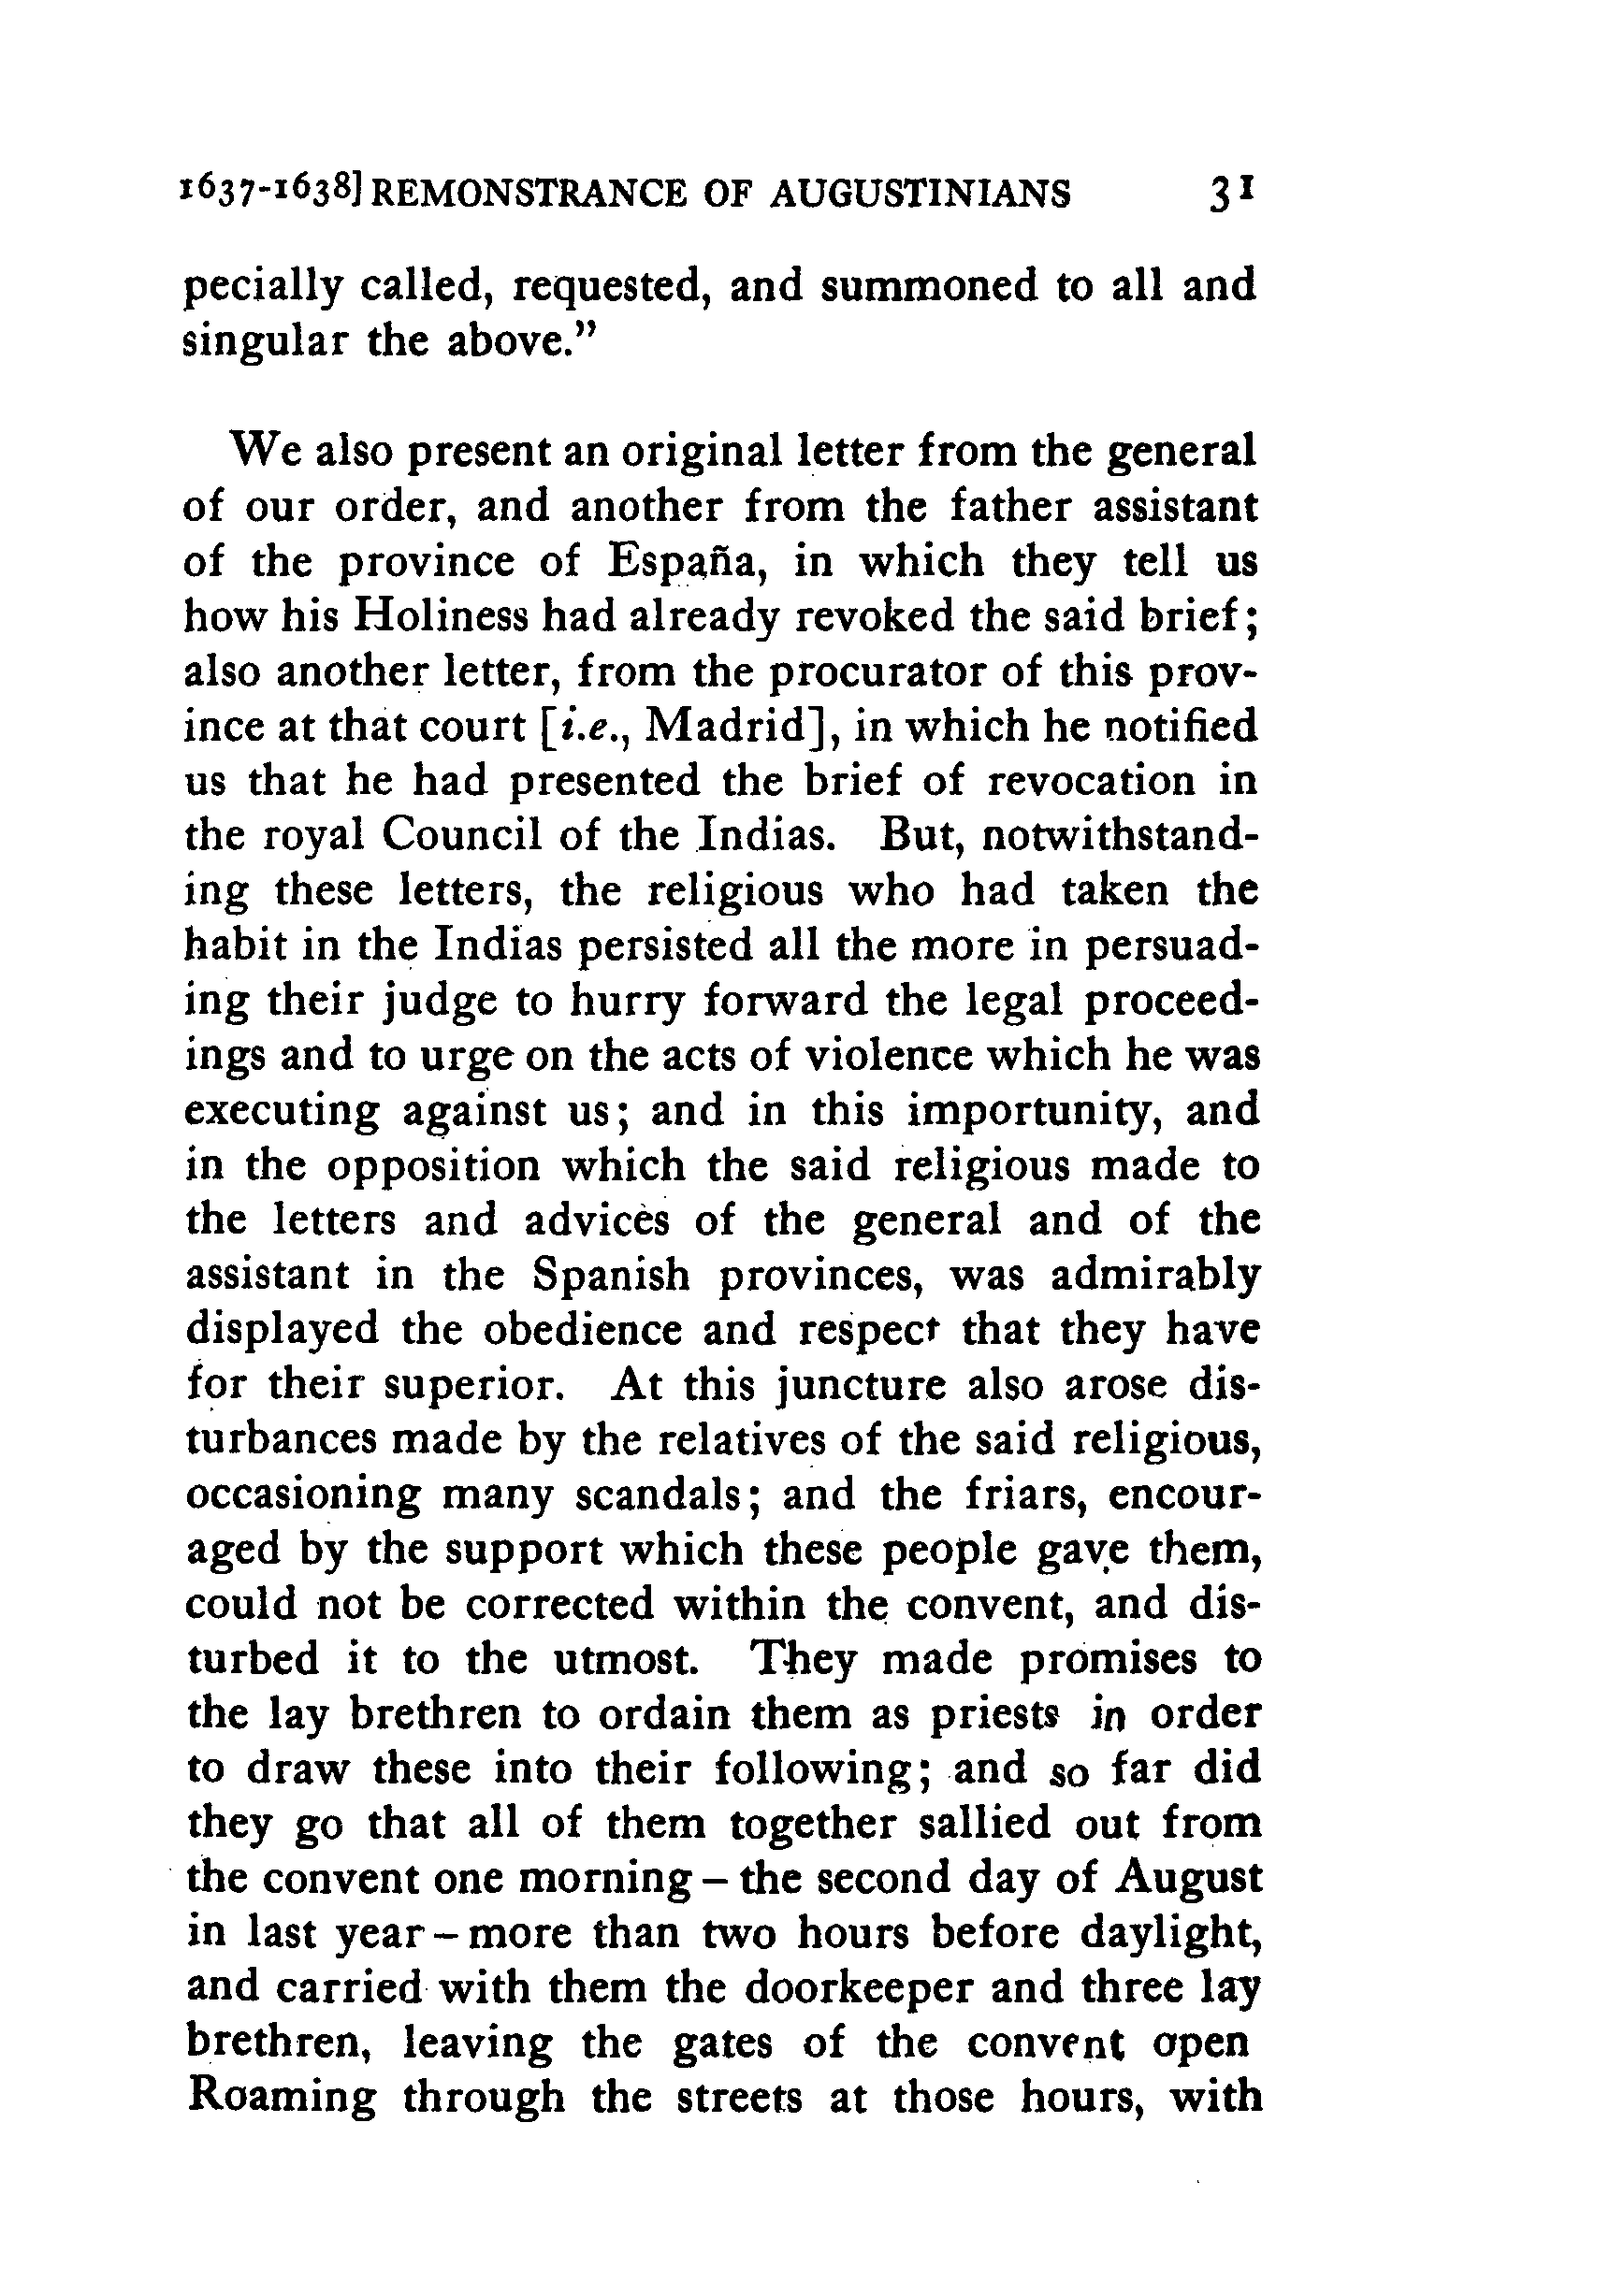 1637-1638] REMONSTRANCE OF AUGUSTINIANS 31
pecially called, requested, and summoned to all and
singular the above.”
We also present an original letter from the general
of our order, and another from the father assistant
of the province of España, in which they tell us
how his Holiness had already revoked the said brief;
also another letter, from the procurator of this prov-
ince at that court [i.e., Madrid], in which he notified
us that he had presented the brief of revocation in
the royal Council of the Indias. But, notwithstand-
ing these letters, the religious who had taken the
habit in the Indias persisted all the more in persuad-
ing their judge to hurry forward the legal proceed-
ings and to urge on the acts of violence which he was
executing against us; and in this importunity, and
in the opposition which the said religious made to
the letters and advices of the general and of the
assistant in the Spanish provinces, was admirably
displayed the obedience and respect that they have
for their superior. At this juncture also arose dis-
turbances made by the relatives of the said religious,
occasioning many scandals; and the friars, encour-
aged by the support which these people gave them,
could not be corrected within the convent, and dis-
turbed it to the utmost. They made promises to
the lay brethren to ordain them as priests in order
to draw these into their following; and so far did
they go that all of them together sallied out from
the convent one morning – the second day of August
in last year – more than two hours before daylight,
and carried with them the doorkeeper and three lay
brethren, leaving the gates of the convent open
Roaming through the streets at those hours, with